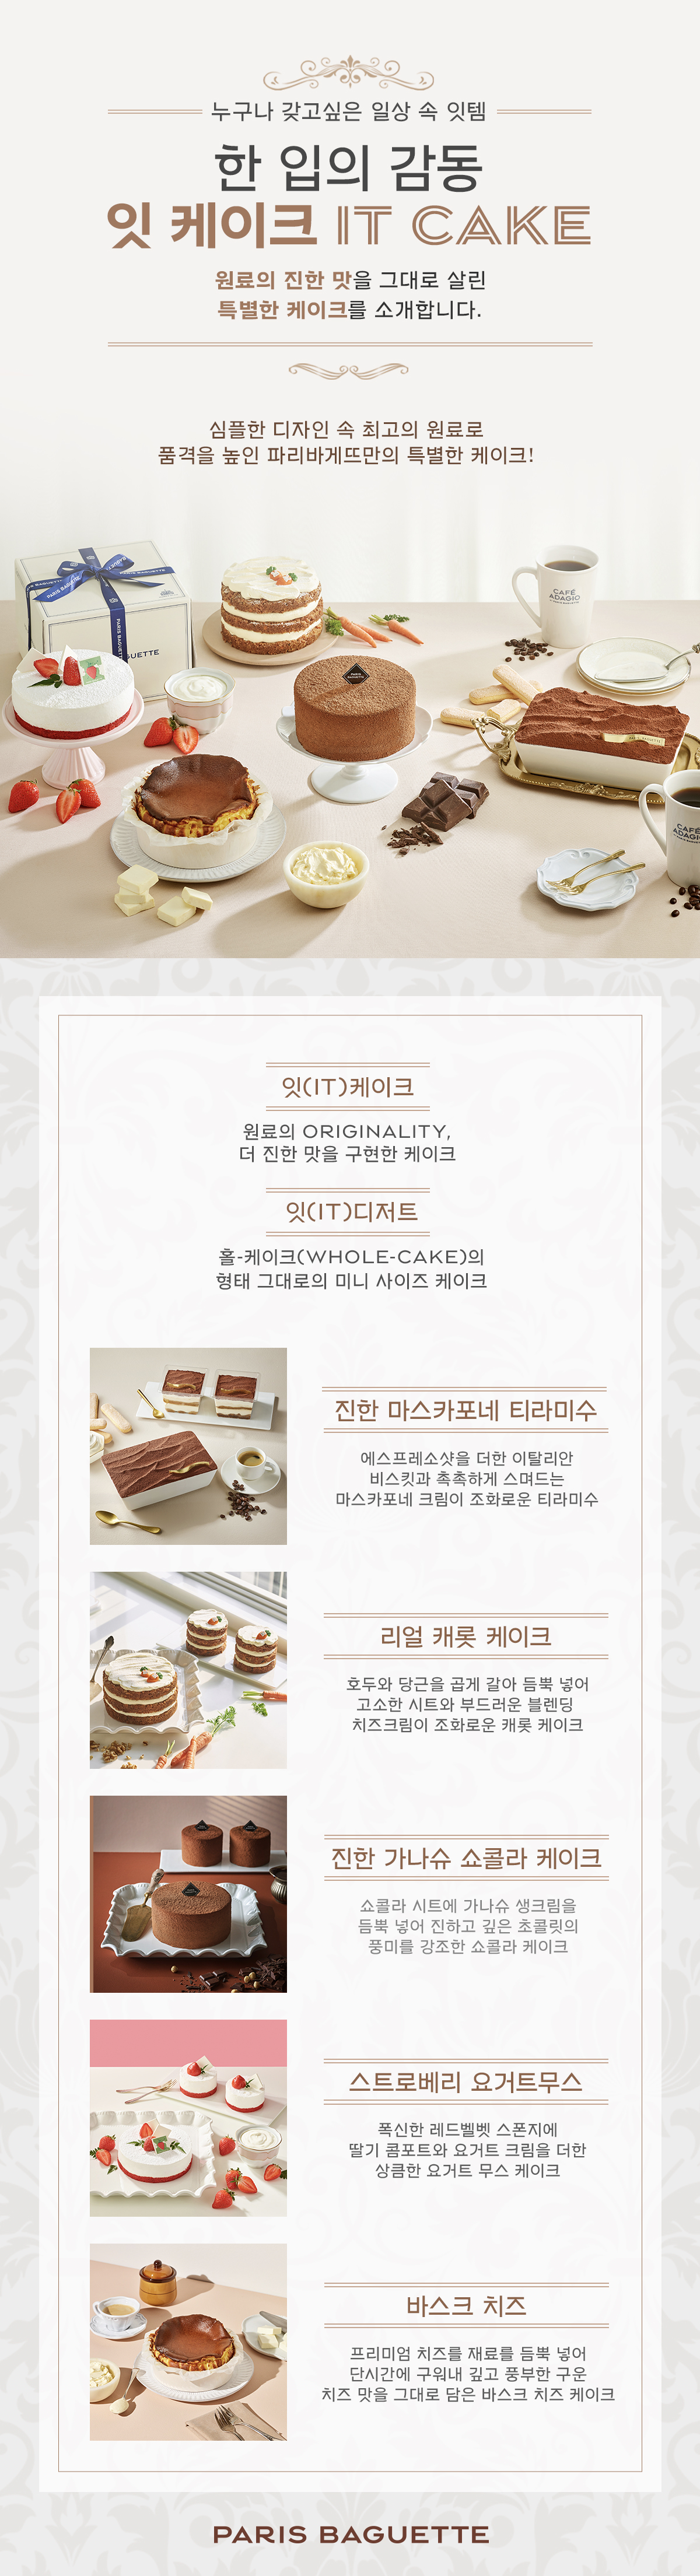 누구나 갖고싶은 일상 속 잇템
한 입의 감동
잇 케이크 IT CAKE
원료의 진한 맛을 그대로 살린
특별한 케이크를 소개합니다.
심플한 디자인 속 최고의 원료로
품격을 높인 파리바게뜨만의 특별한 케이크!
PARIS BAGUETTE
CAFÉ
ADAGIO
잇(IT)케이크
원료의 ORIGINALITY,
더 진한 맛을 구현한 케이크
잇(IT)디저트
홀-케이크(WHOLE-CAKE)의
형태 그대로의 미니 사이즈 케이크
진한 마스카포네 티라미수
에스프레소샷을 더한 이탈리안
비스킷과 촉촉하게 스며드는
마스카포네 크림이 조화로운 티라미수
리얼 캐롯 케이크
호두와 당근을 곱게 갈아 듬뿍 넣어
고소한 시트와 부드러운 블렌딩
치즈크림이 조화로운 캐롯 케이크
진한 가나슈 쇼콜라 케이크
쇼콜라 시트에 가나슈 생크림을
듬뿍 넣어 진하고 깊은 초콜릿의
풍미를 강조한 쇼콜라 케이크
스트로베리 요거트무스
폭신한 레드벨벳 스폰지에
딸기 콤포트와 요거트 크림을 더한
상큼한 요거트 무스 케이크
바스크 치즈
프리미엄 치즈를 재료를 듬뿍 넣어
단시간에 구워내 깊고 풍부한 구운
치즈 맛을 그대로 담은 바스크 치즈 케이크
PARIS BAGUETTE